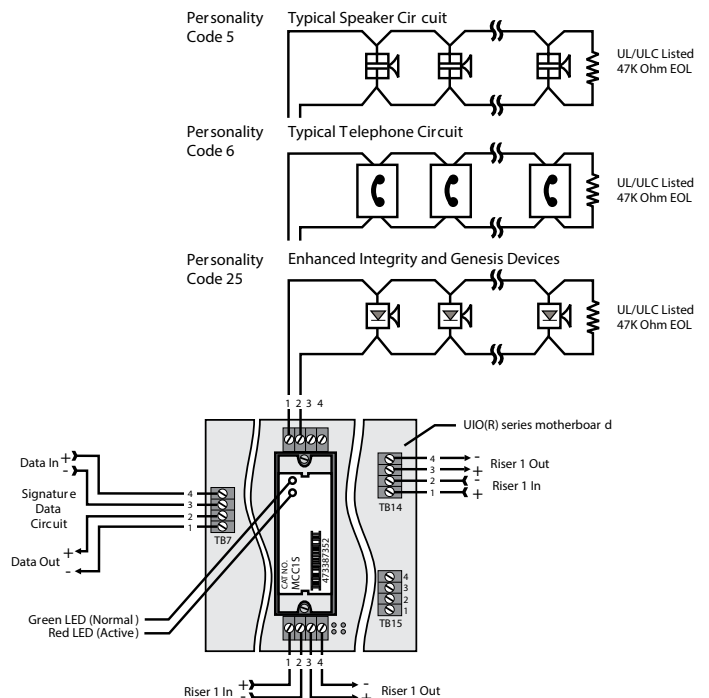 Personality Typical Speaker Cir cuit
Code 5
UL/ULC Listed
47K Ohm EOL
Personality Typical Telephone Circuit
Code 6
UL/ULC Listed
47K Ohm EOL
Personality Enhanced Integrity and Genesis Devices
Code 25
UL/ULC Listed
47K Ohm EOL
1 2 3 4
UIO(R) series motherboar d
Data In + -
Signature
Data
Circuit
Data Out + -
4
3
2
1
TB7
4 - Riser 1 Out
3 +
2 - Riser 1 In
1 +
TB14
CAT NO.
MCC1S
473387352
4
3
2
1
TB15
Green LED (Normal)
Red LED (Active)
1 2 3 4
Riser 1 In + -
- + Riser 1 Out